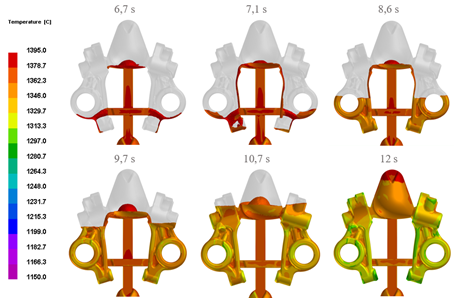 6,7 s
7,1 s
8,6 s
Temperature [C]
1395.0
1378.7
1362.3
1346.0
1329.7
1313.3
1297.0
1280.7
1264.3
1248.0
1231.7
1215.3
1199.0
1182.7
1166.3
1150.0
9,7 s
10,7 s
12 s